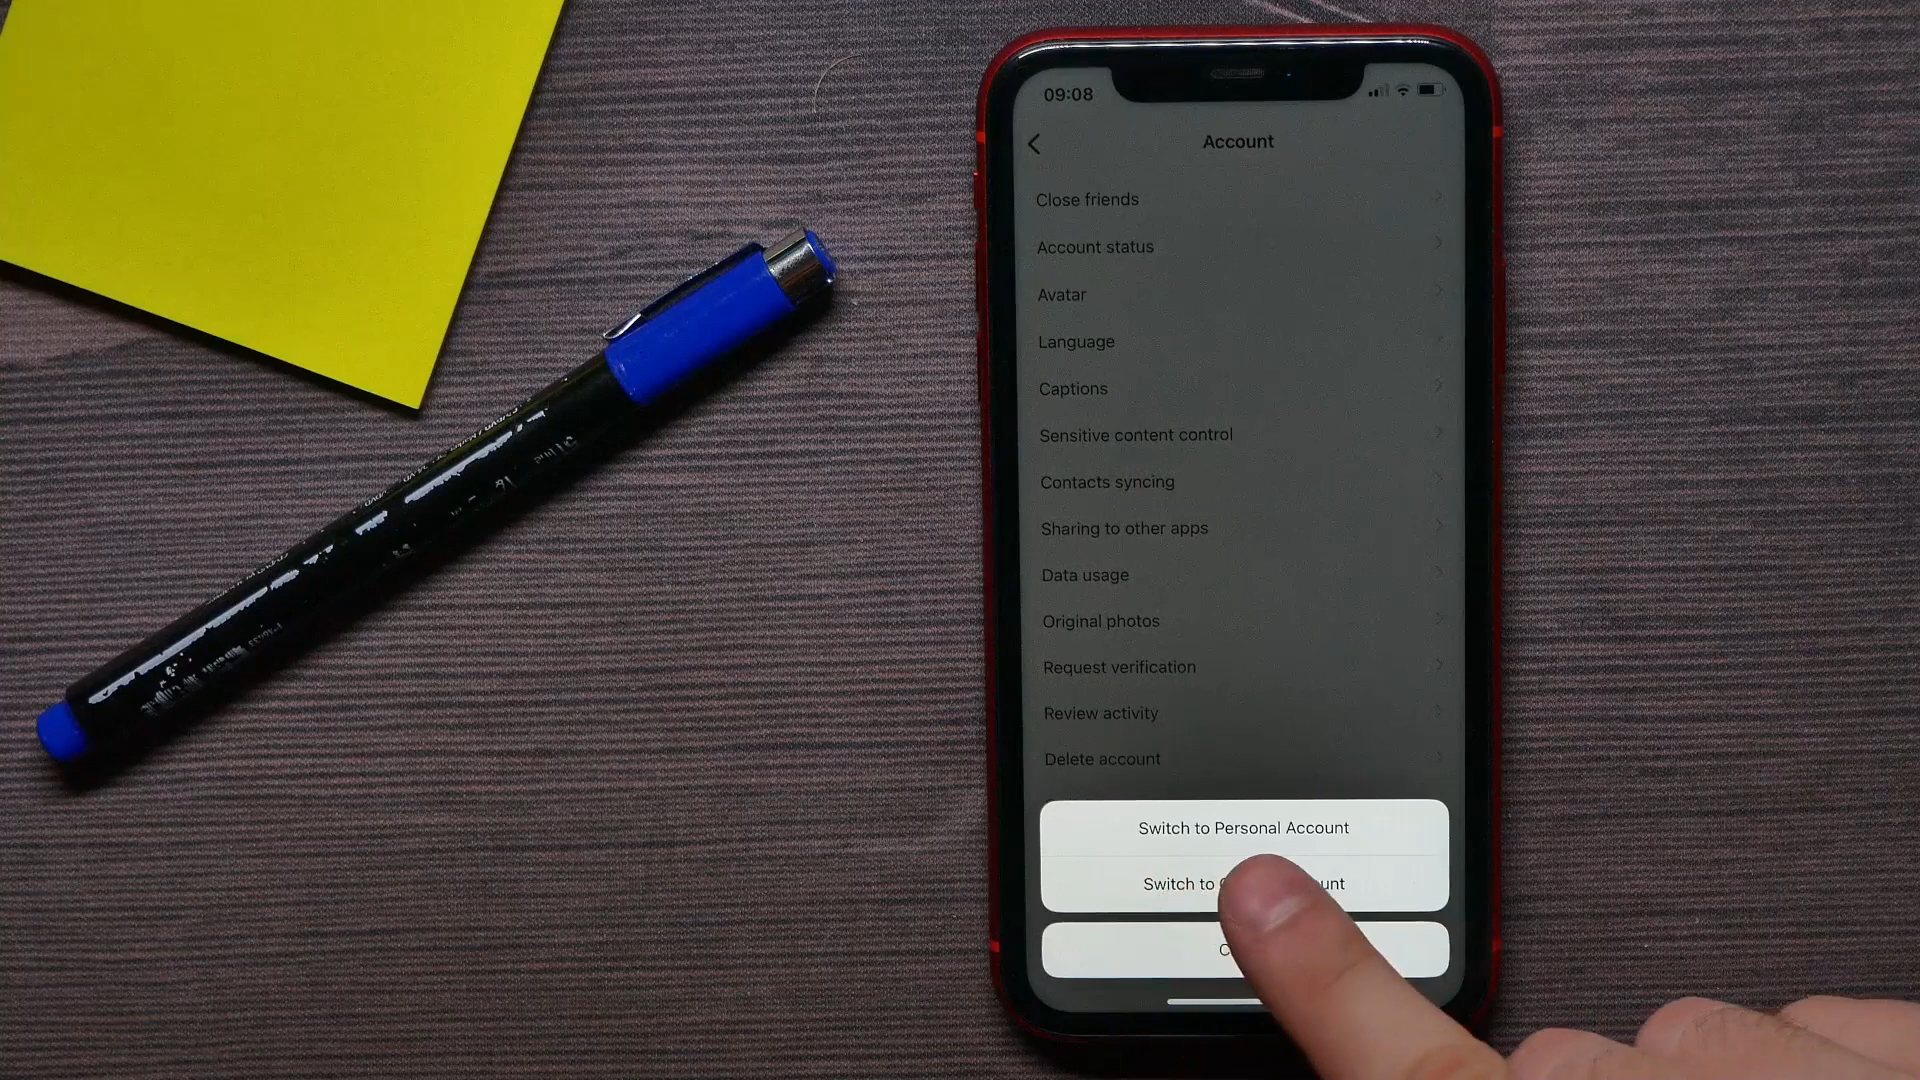 09:08
Account
Close friends
Account status
Avatar
Language
Captions
Sensitive content control
Contacts syncing
Sharing to other apps
Data usage
Original photos
Request verification
Review activity
Delete account
Switch to Personal Account
Switch to